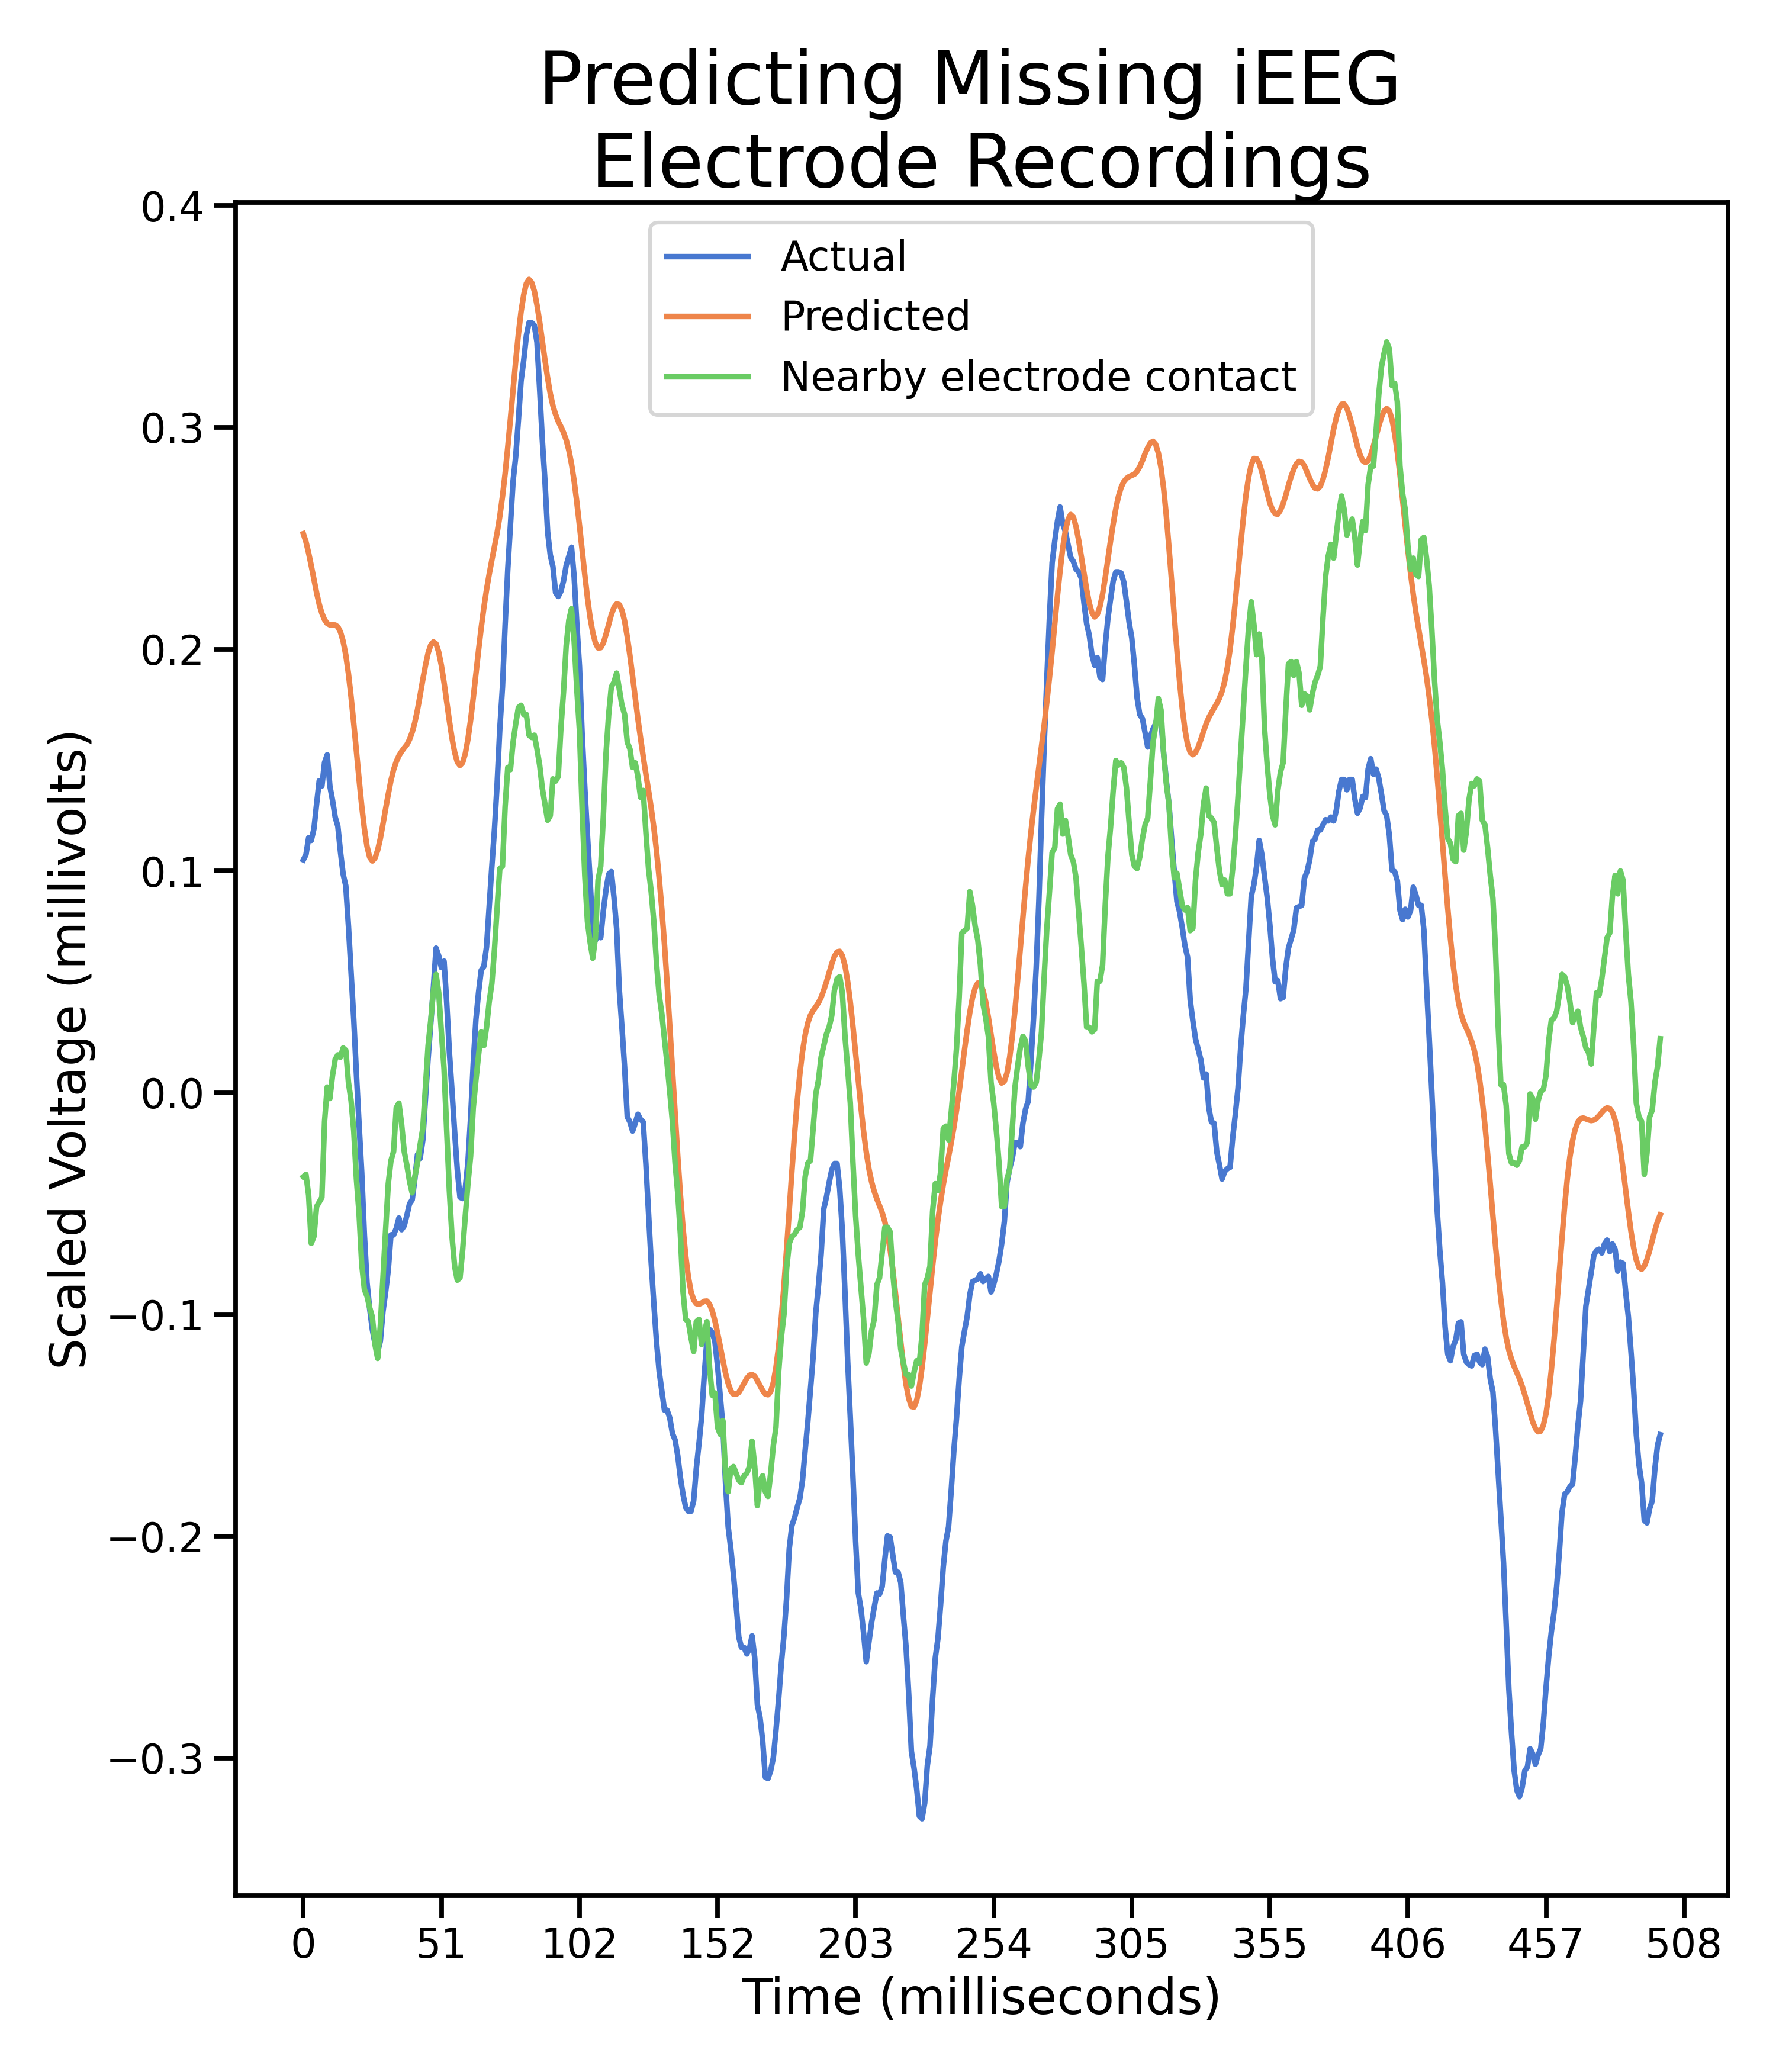 Predicting Missing iEEG
Electrode Recordings
Actual
Predicted
Nearby electrode contact
Scaled Voltage (millivolts)
0.4
0.3
0.2
0.1
0.0
−0.1
−0.2
−0.3
0 51 102 152 203 254 305 355 406 457 508
Time (milliseconds)